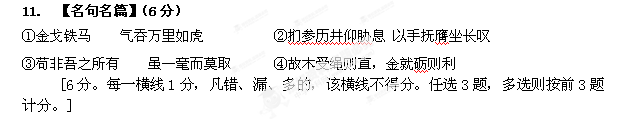 11. 【名句名篇】(6分)
①金戈铁马 气吞万里如虎 ②扪参历井仰胁息 以手抚膺坐长叹
③苟非吾之所有 虽一毫而莫取 ④故木受绳则直，金就砺则利
[6分。每一横线1分，凡错、漏、多的，该横线不得分。任选3题，多选则按前3题
计分。]